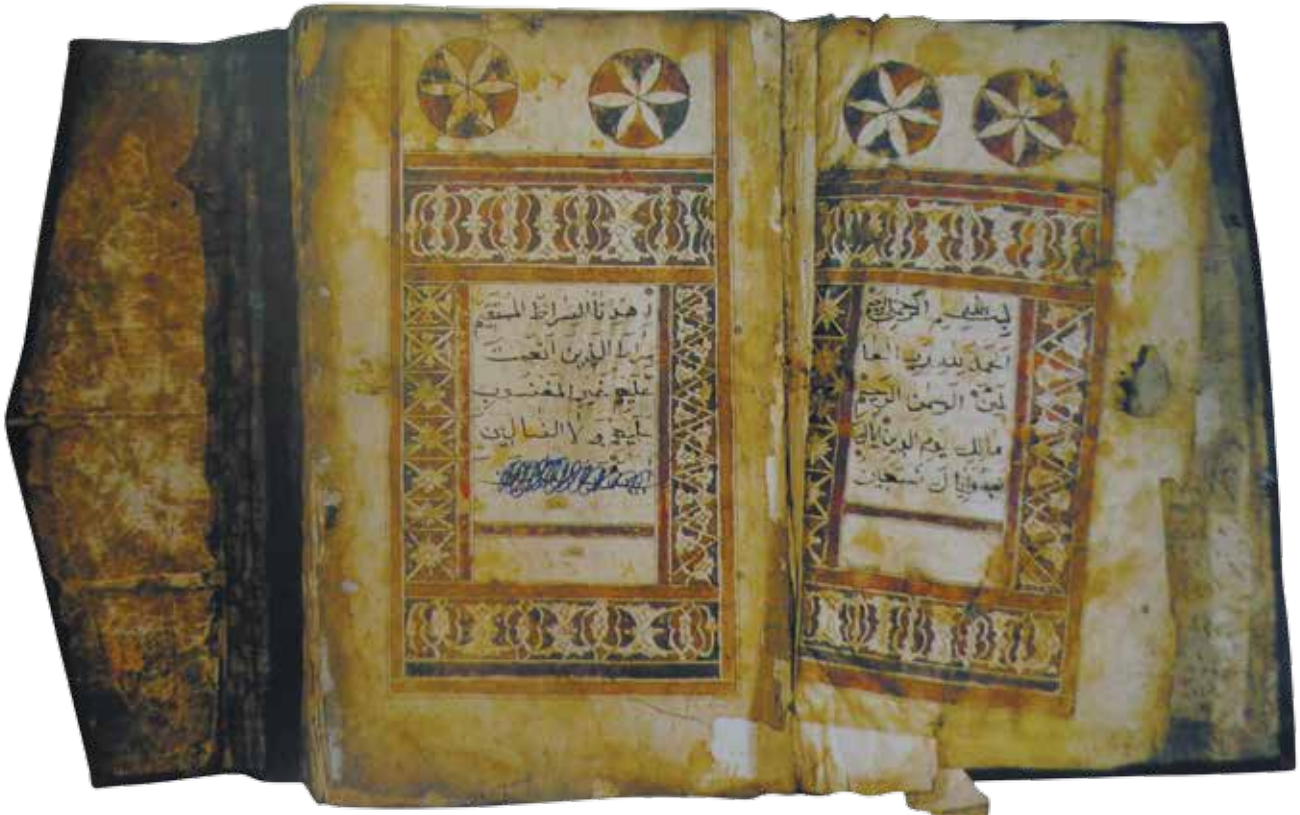 بسم الله الرحمن الرحيم
الحمد لله رب العا
لمين الرحمن الرحيم
مالك يوم الدين اياك
نعبد واياك نستعين
اهدنا الصراط المستقيم
صراط الذين انعمت
عليهم غير المغضوب
عليهم ولا الضالين